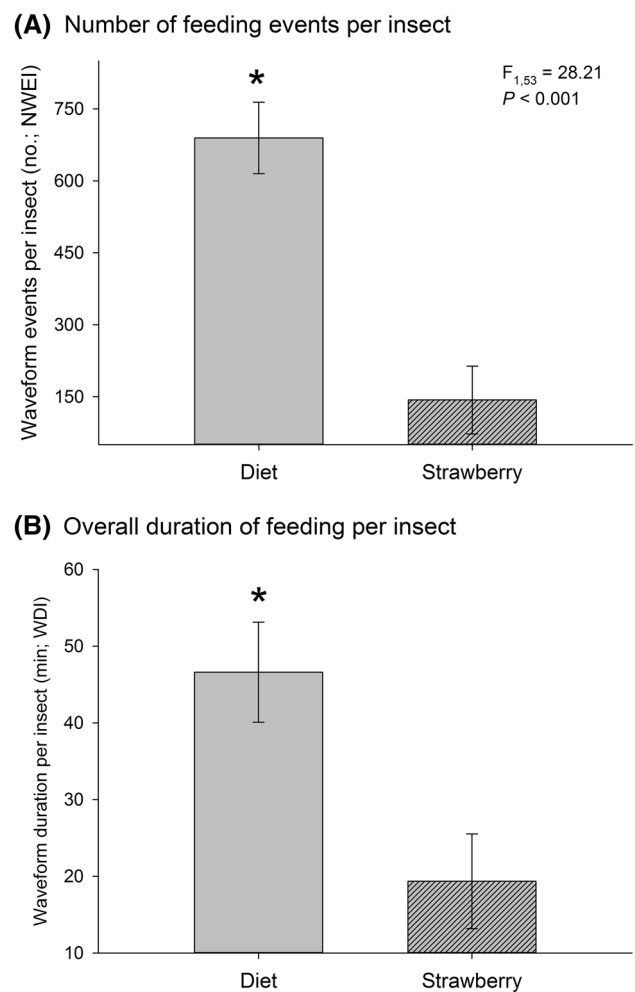 (A) Number of feeding events per insect
F1,53 = 28.21
P < 0.001
*
Waveform events per insect (no.; NWEI)
750
600
450
300
150
Diet Strawberry
(B) Overall duration of feeding per insect
*
Waveform duration per insect (min; WDI)
60
50
40
30
20
10
Diet Strawberry